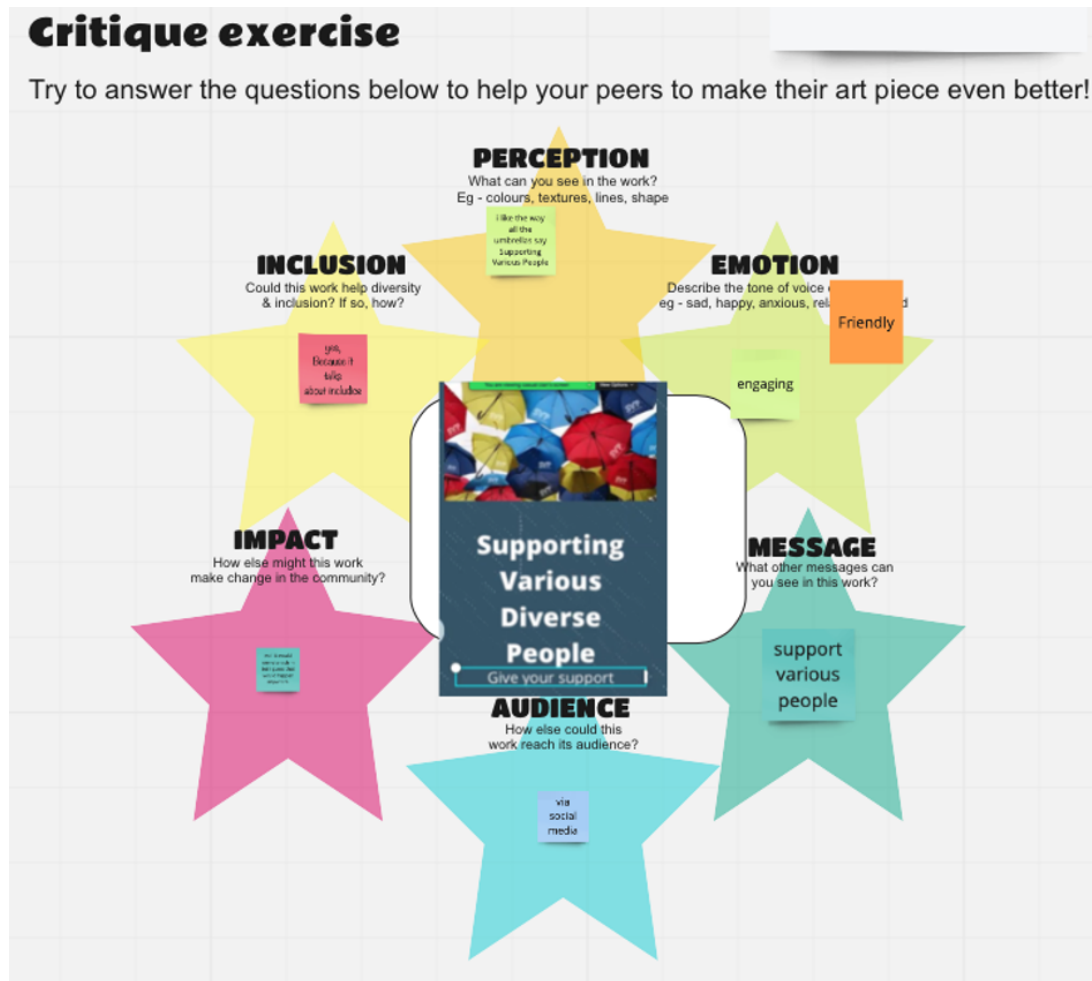 Critique exercise
Try to answer the questions below to help your peers to make their art piece even better!
PERCEPTION
What can you see in the work?
Eg - colours, textures, lines, shape
i like the way
all the
umbrellas say
Supporting
Various People
INCLUSION
Could this work help diversity
& inclusion? If so, how?
yes,
Because it
talks
about includice
EMOTION
Describe the tone of voice
eg - sad, happy, anxious,
Friendly
engaging
SVP
SVP
SVP
Supporting
Various
Diverse
People
Give your support
IMPACT
How else might this work
make change in the community?
MESSAGE
What other messages can
you see in this work?
support
various
people
AUDIENCE
How else could this
work reach its audience?
via
social
media